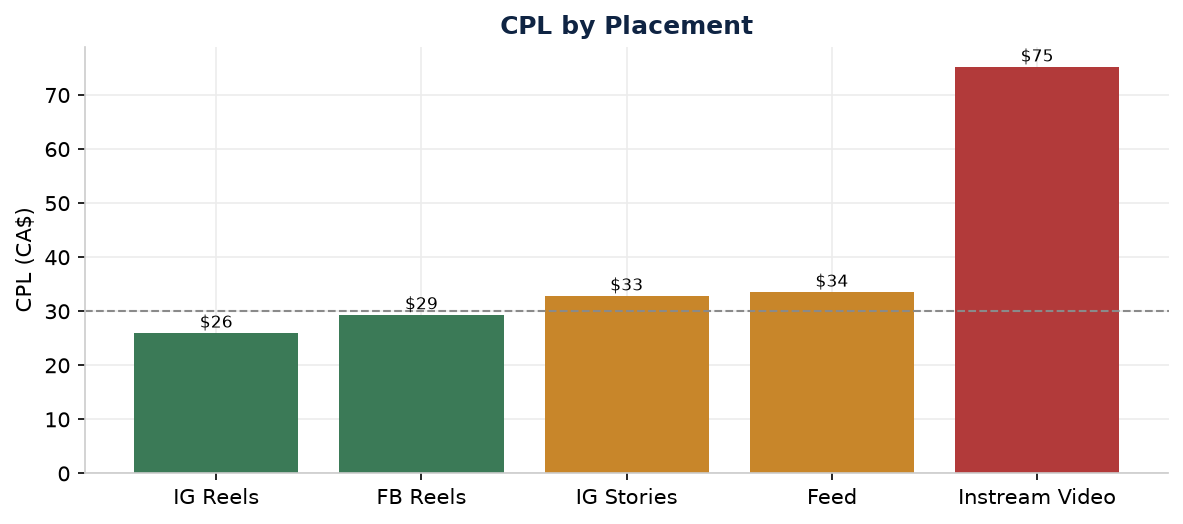 CPL by Placement
CPL (CA$)
70
60
50
40
30
20
10
0
$26
$29
$33
$34
$75
IG Reels
FB Reels
IG Stories
Feed
Instream Video